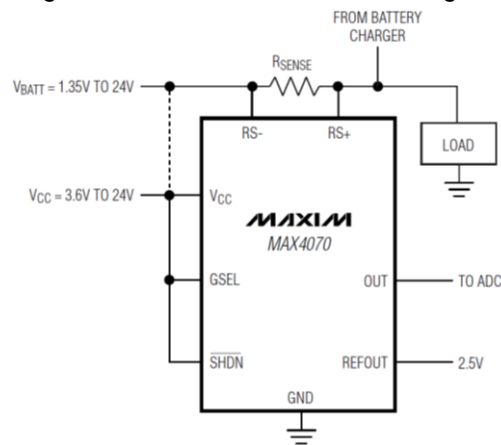 FROM BATTERY
CHARGER
RSENSE
VBATT = 1.35V TO 24V
RS-
RS+
LOAD
VCC = 3.6V TO 24V
VCC
MAXIM
MAX4070
GSEL
OUT
TO ADC
SHDN
REFOUT
2.5V
GND